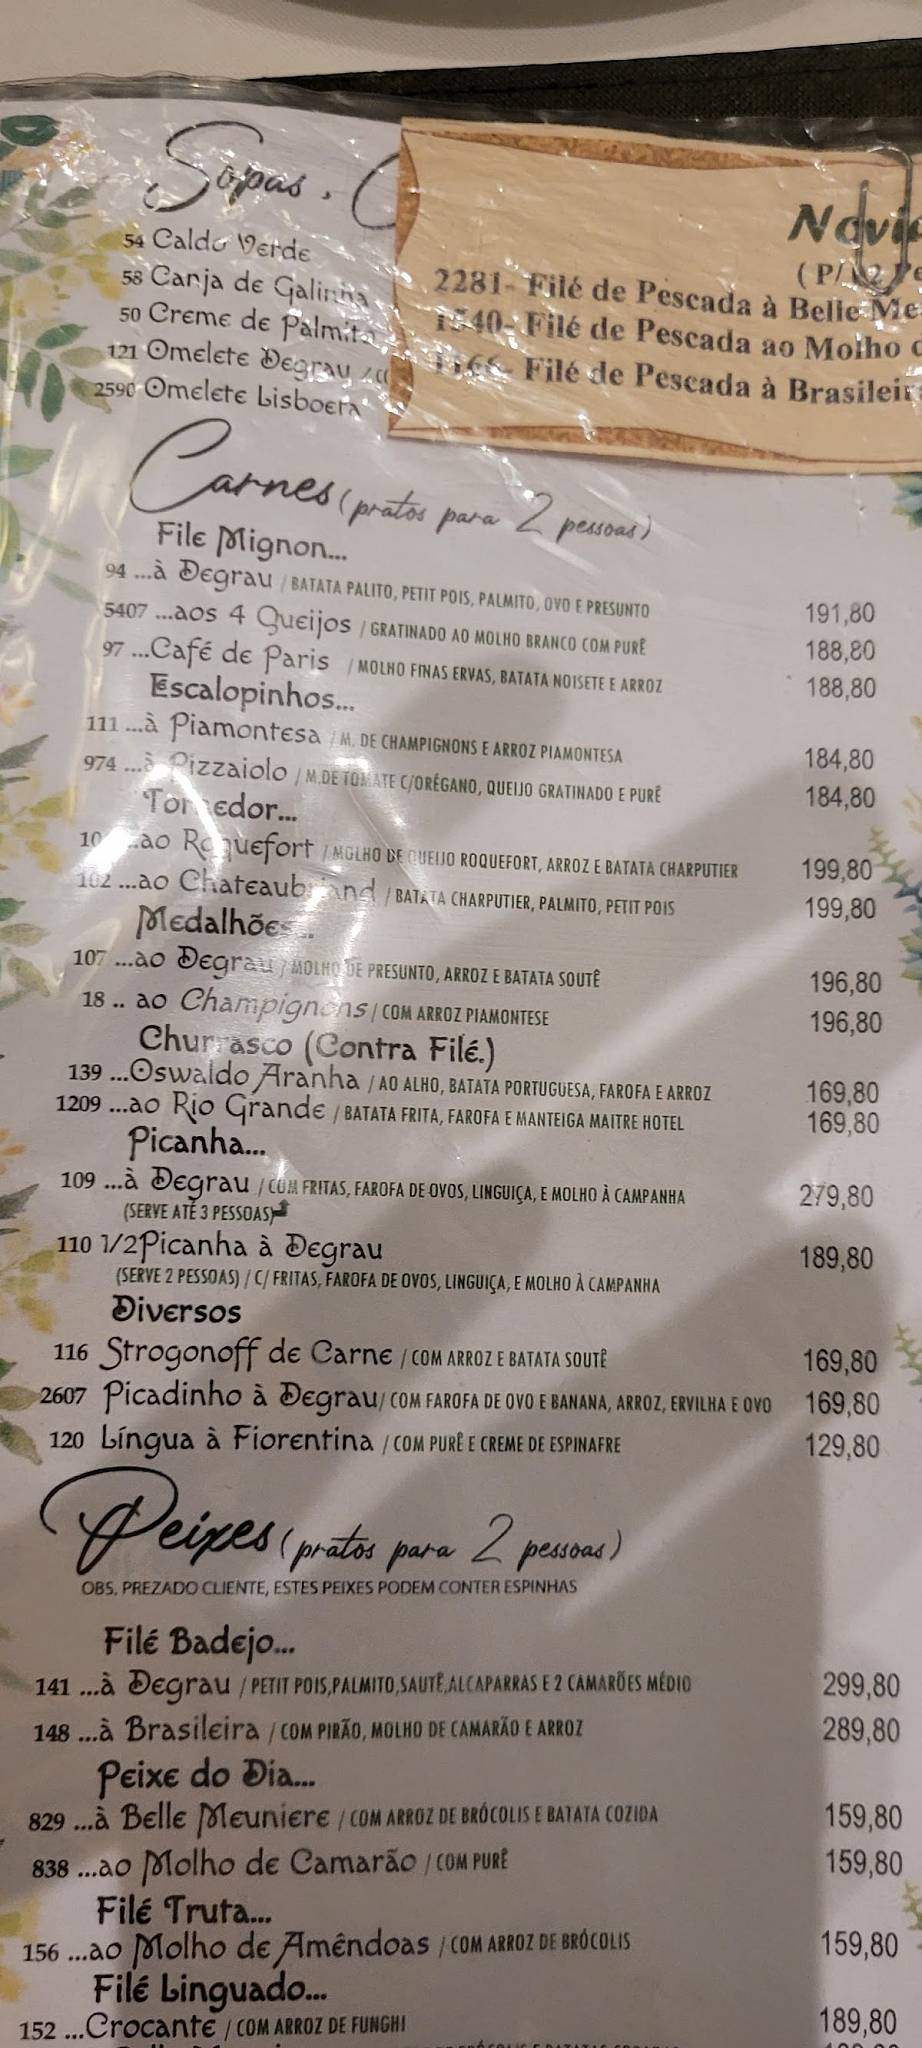 Sopas.
54 Caldo Verde
58 Canja de Galinha
50 Creme de Palmito
121 Omelete Degrau
2590 Omelete Lisboeta
2281- Filé de Pescada à Belle
1540- Filé de Pescada ao Molho
1166- Filé de Pescada à
Carnes (pratos para 2 pessoas)
File Mignon...
94 ...à Degrau / BATATA PALITO, PETIT POIS, PALMITO, OVO E PRESUNTO 191,80
5407 ...aos 4 Queijos / GRATINADO AO MOLHO BRANCO COM PURÊ 188,80
97 ...Café de Paris / MOLHO FINAS ERVAS, BATATA NOISETE E ARROZ 188,80
Escalopinhos...
111 ...à Piamontesa / M. DE CHAMPIGNONS E ARROZ PIAMONTESA 184,80
974 ...à Pizzaiolo / M.DE TOMATE C/ORÉGANO, QUEIJO GRATINADO E PURÊ 184,80
Tornedor...
...ao Roquefort / MOLHO DE QUEIJO ROQUEFORT, ARROZ E BATATA CHARPUTIER 199,80
102 ...ao Chateaubriand / BATATA CHARPUTIER, PALMITO, PETIT POIS 199,80
Medalhões...
107 ...ao Degrau / MOLHO DE PRESUNTO, ARROZ E BATATA SOUTÊ 196,80
18 .. ao Champignons / COM ARROZ PIAMONTESE 196,80
Churrasco (Contra Filé.)
139 ...Oswaldo Aranha / AO ALHO, BATATA PORTUGUESA, FAROFA E ARROZ 169,80
1209 ...ao Rio Grande / BATATA FRITA, FAROFA E MANTEIGA MAITRE HOTEL 169,80
Picanha...
109 ...à Degrau / COM FRITAS, FAROFA DE OVOS, LINGUIÇA, E MOLHO À CAMPANHA 279,80
(SERVE ATÉ 3 PESSOAS)
110 1/2Picanha à Degrau 189,80
(SERVE 2 PESSOAS) / C/ FRITAS, FAROFA DE OVOS, LINGUIÇA, E MOLHO À CAMPANHA
Diversos
116 Strogonoff de Carne / COM ARROZ E BATATA SOUTÊ 169,80
2607 Picadinho à Degrau/ COM FAROFA DE OVO E BANANA, ARROZ, ERVILHA E OVO 169,80
120 Língua à Fiorentina / COM PURÊ E CREME DE ESPINAFRE 129,80
Peixes (pratos para 2 pessoas)
OBS. PREZADO CLIENTE, ESTES PEIXES PODEM CONTER ESPINHAS
Filé Badejo...
141 ...à Degrau / PETIT POIS,PALMITO,SAUTÊ,ALCAPARRAS E 2 CAMARÕES MÉDIO 299,80
148 ...à Brasileira / COM PIRÃO, MOLHO DE CAMARÃO E ARROZ 289,80
Peixe do Dia...
829 ...à Belle Meuniere / COM ARROZ DE BRÓCOLIS E BATATA COZIDA 159,80
838 ...ao Molho de Camarão / COM PURÊ 159,80
Filé Truta...
156 ...ao Molho de Amêndoas / COM ARROZ DE BRÓCOLIS 159,80
Filé Linguado...
152 ...Crocante / COM ARROZ DE FUNGHI 189,80